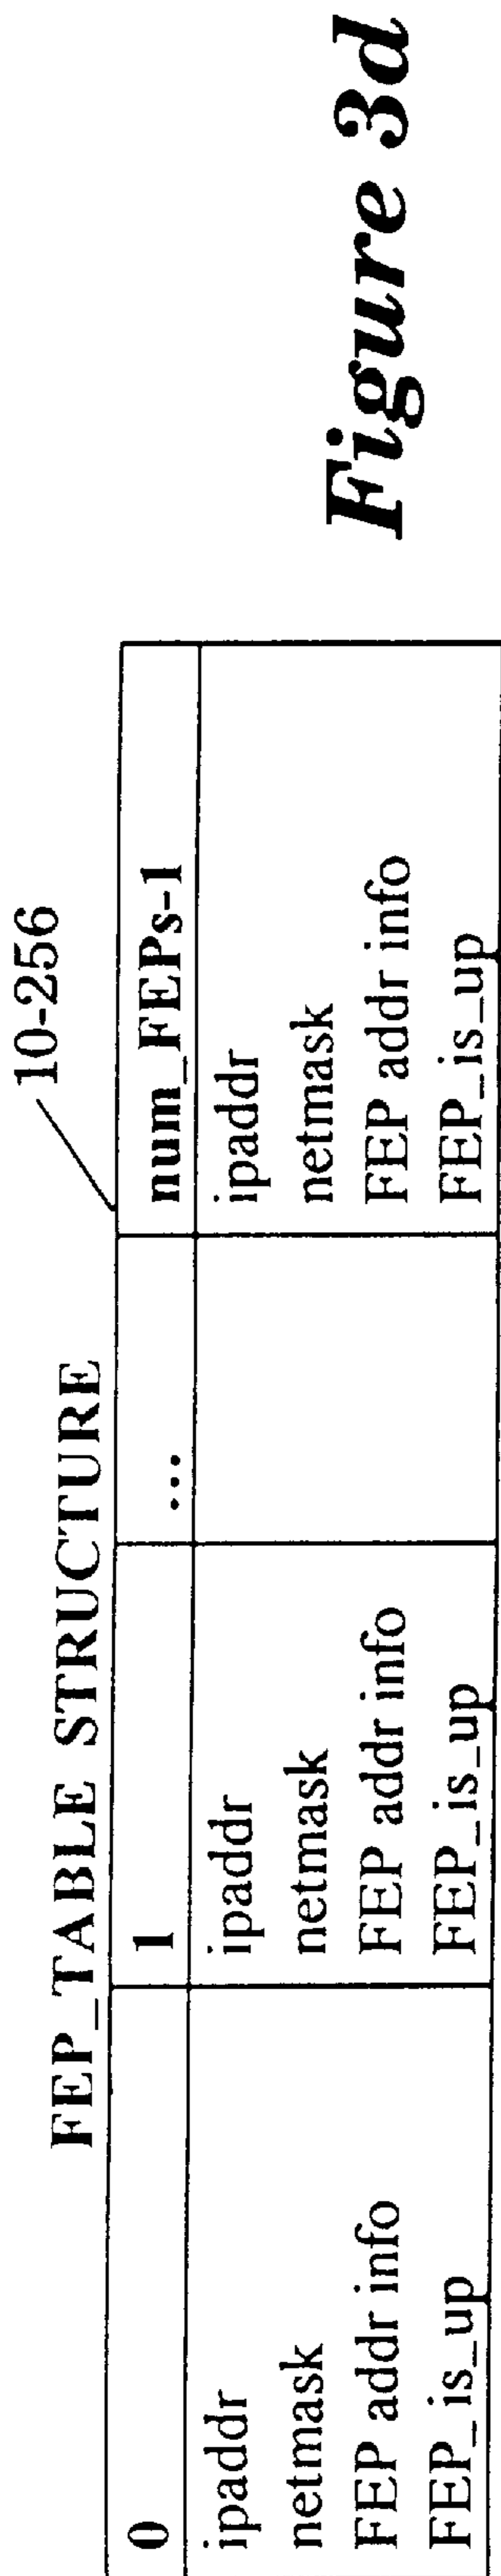 10-256
FEP_TABLE STRUCTURE
0 1 ... num_FEPs-1
ipaddr ipaddr ipaddr
netmask netmask netmask
FEP addr info FEP addr info FEP addr info
FEP_is_up FEP_is_up FEP_is_up
Figure 3d